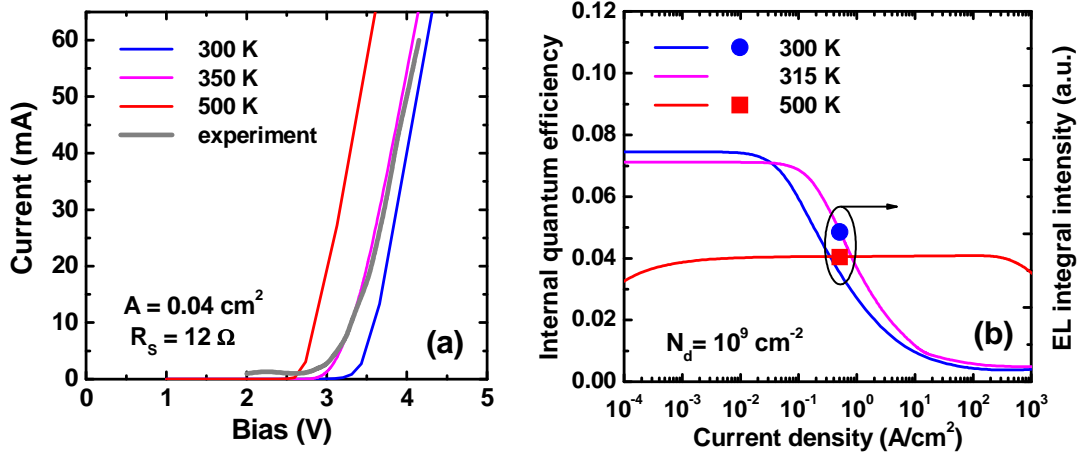 60
50
40
30
20
10
0
Current (mA)
300 K
350 K
500 K
experiment
A = 0.04 cm²
R_S = 12 Ω
(a)
0 1 2 3 4 5
Bias (V)
0.12
0.10
0.08
0.06
0.04
0.02
0.00
Internal quantum efficiency
300 K
315 K
500 K
N_d= 10⁹ cm⁻²
(b)
10⁻⁴ 10⁻³ 10⁻² 10⁻¹ 10⁰ 10¹ 10² 10³
Current density (A/cm²)
EL integral intensity (a.u.)